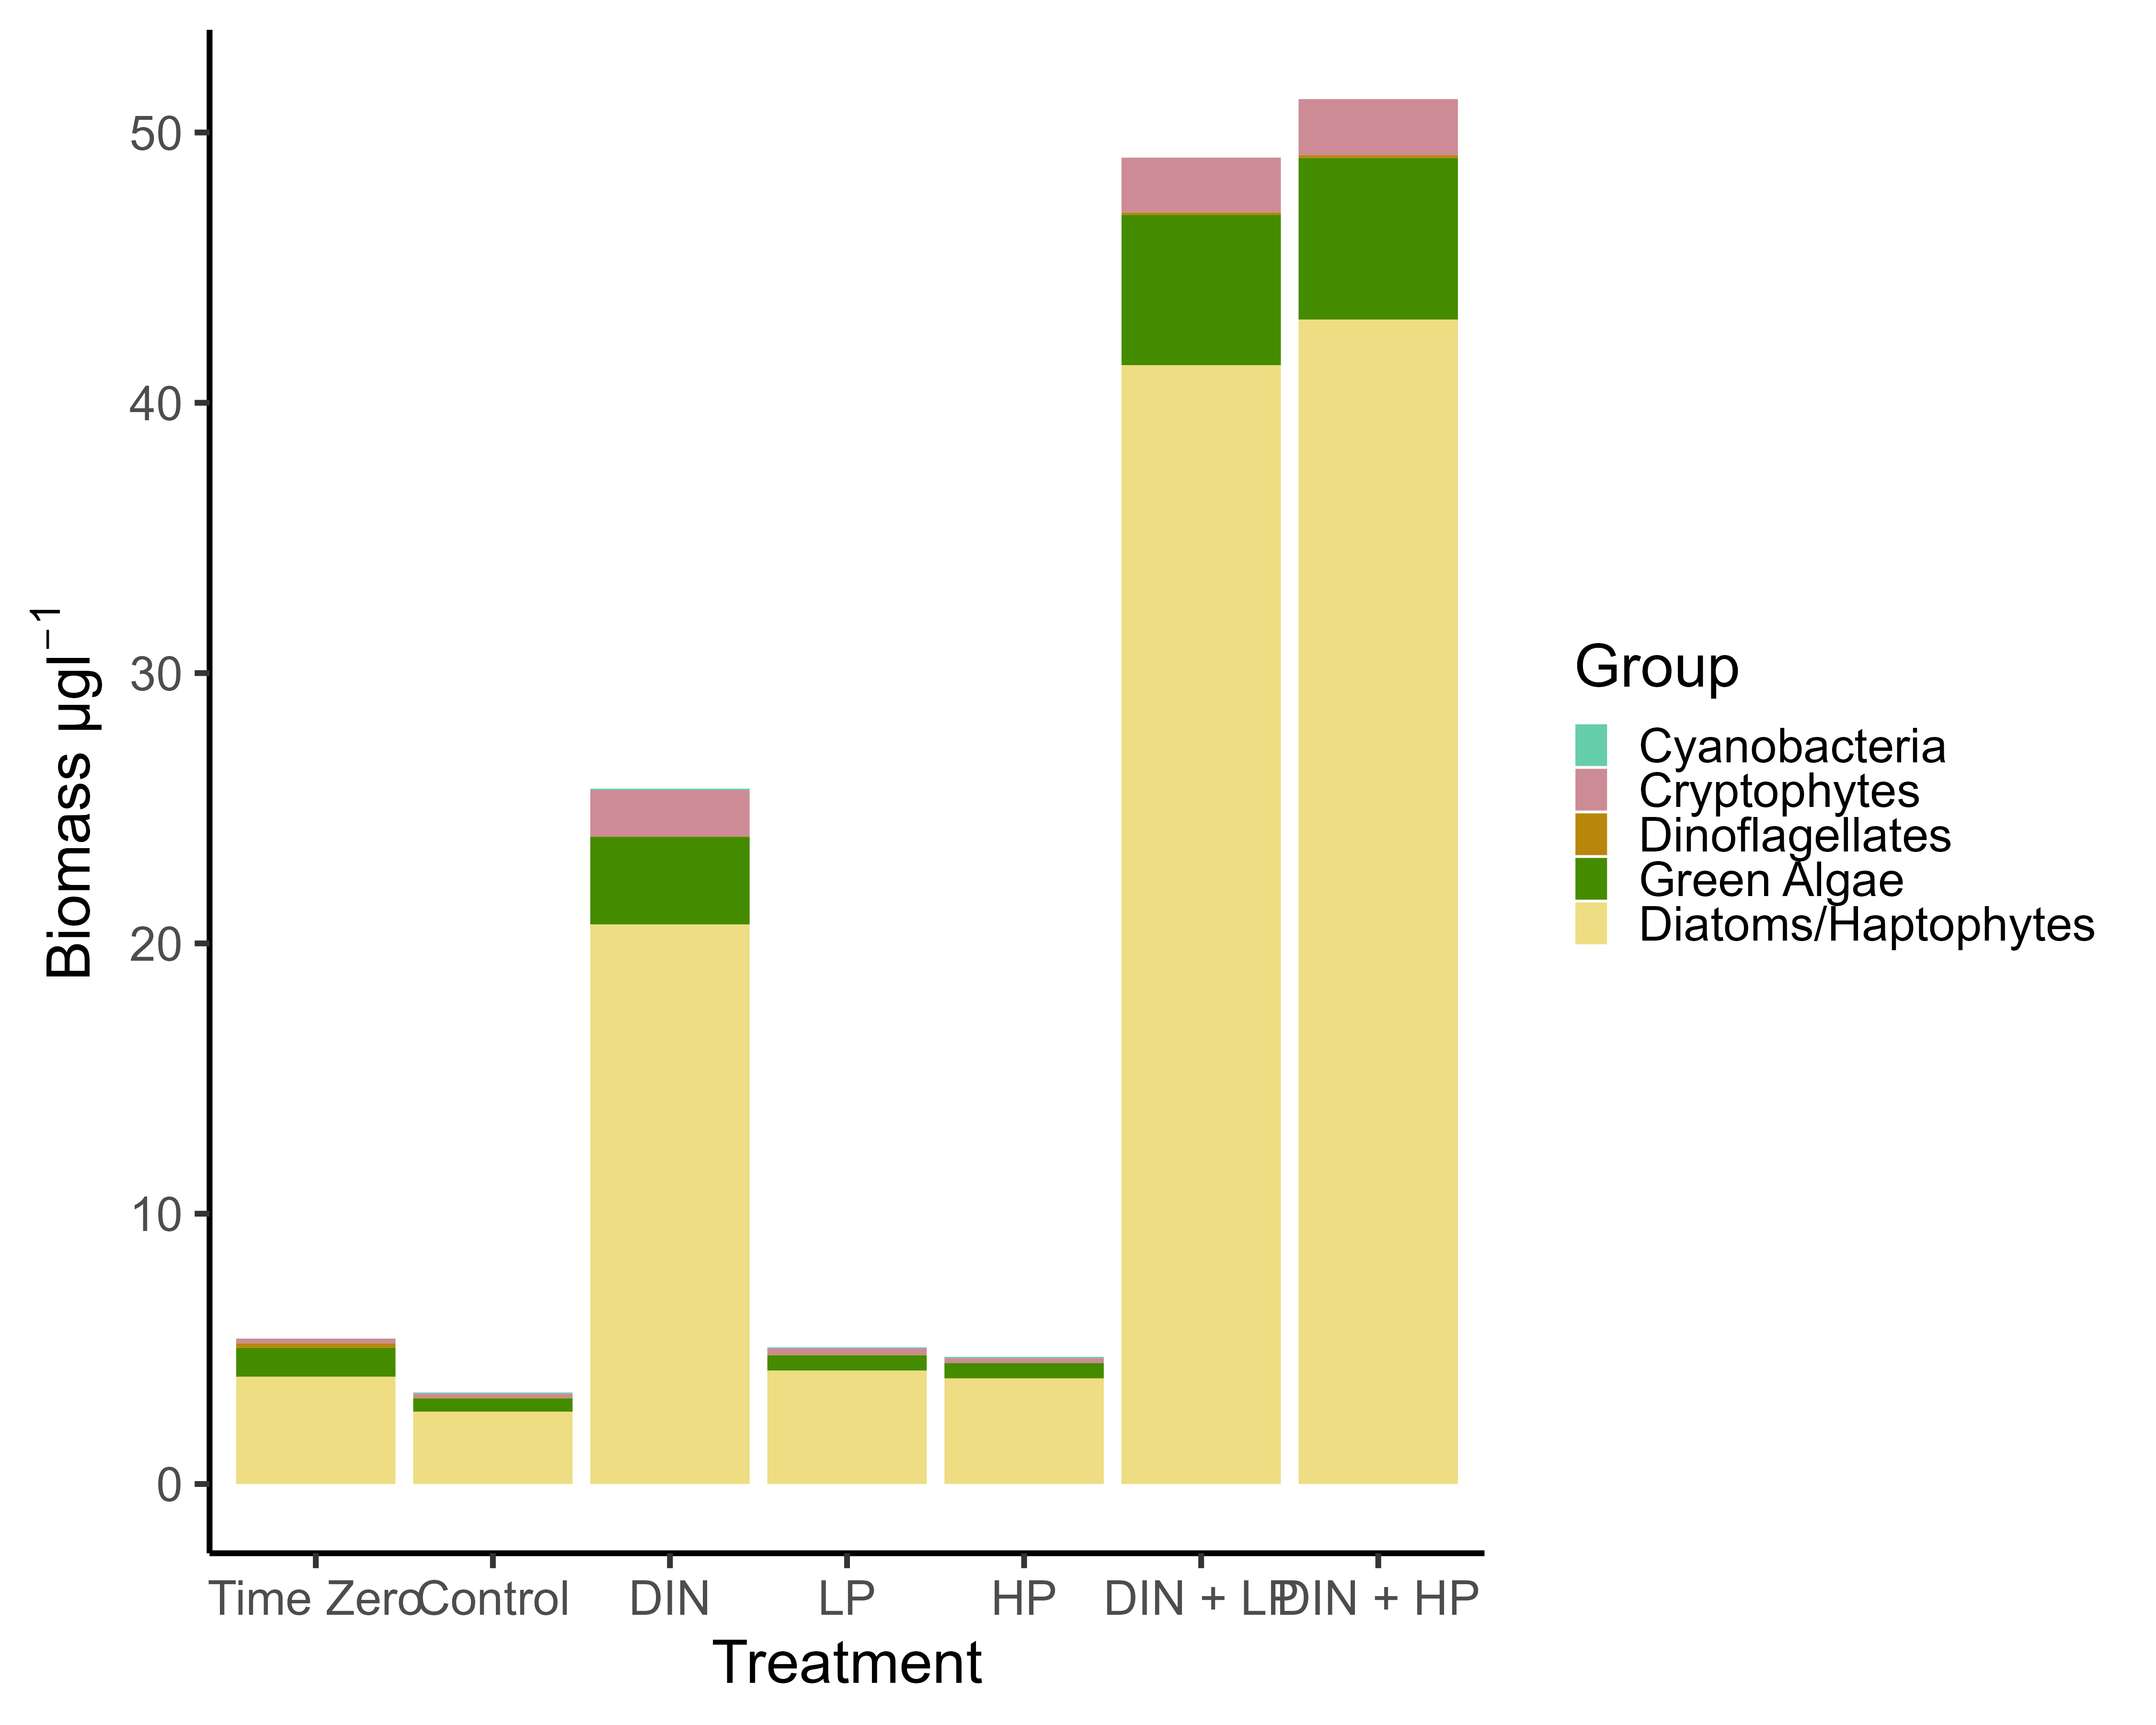 Biomass µgl⁻¹
50
40
30
20
10
0
Time Zero
Control
DIN
LP
HP
DIN + LP
DIN + HP
Treatment
Group
Cyanobacteria
Cryptophytes
Dinoflagellates
Green Algae
Diatoms/Haptophytes